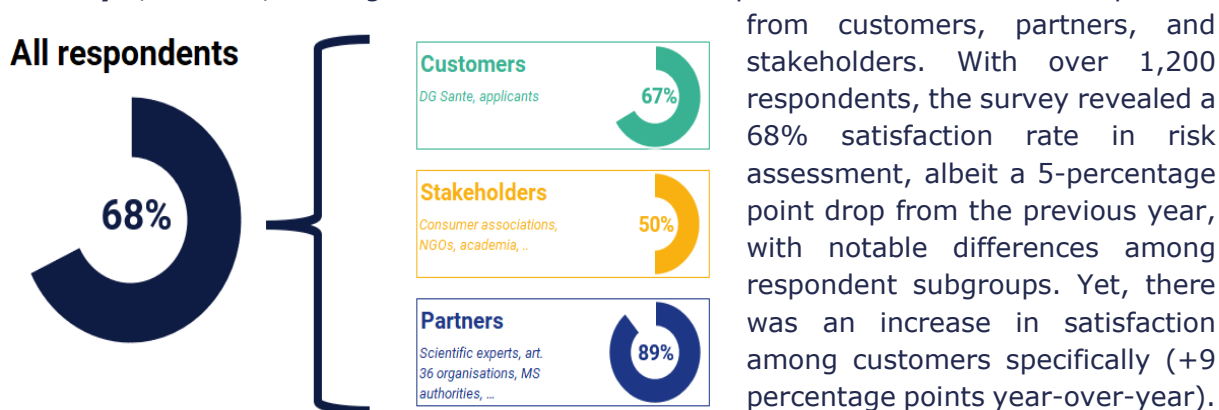 All respondents
68%
Customers
DG Sante, applicants
67%
Stakeholders
Consumer associations,
NGOs, academia, ..
50%
Partners
Scientific experts, art.
36 organisations, MS
authorities, …
89%
from customers, partners, and
stakeholders. With over 1,200
respondents, the survey revealed a
68% satisfaction rate in risk
assessment, albeit a 5-percentage
point drop from the previous year,
with notable differences among
respondent subgroups. Yet, there
was an increase in satisfaction
among customers specifically (+9
percentage points year-over-year).